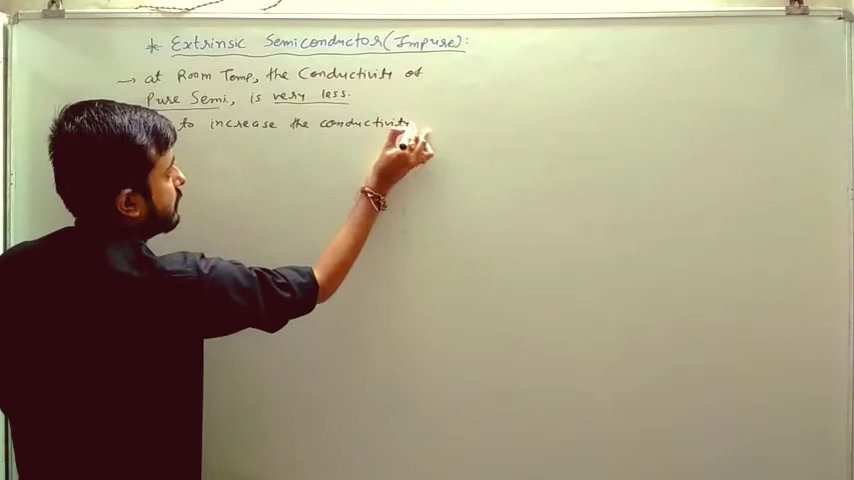 * Extrinsic Semiconductor (Impure):
→ at Room Temp, the Conductivity of
Pure Semi, is very less.
to increase the conductivity